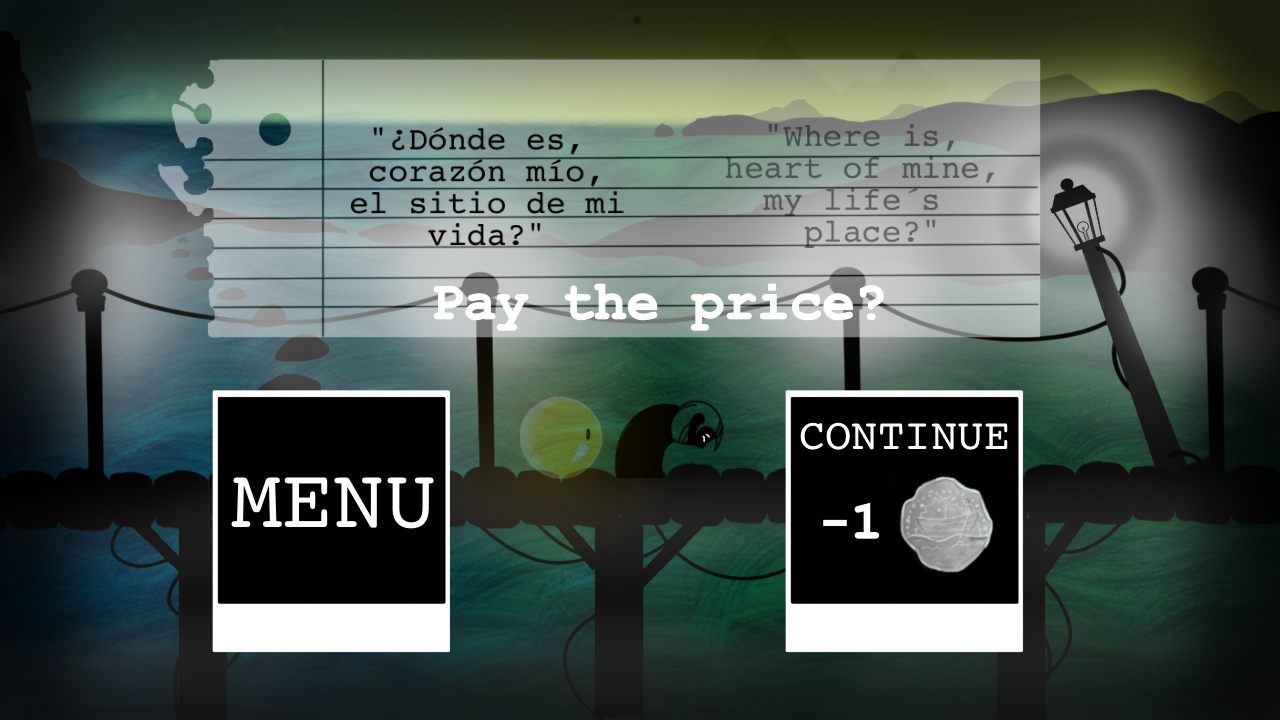 "¿Dónde es,
corazón mío,
el sitio de mi
vida?"
"Where is,
heart of mine,
my life´s
place?"
Pay the price?
MENU
CONTINUE
-1